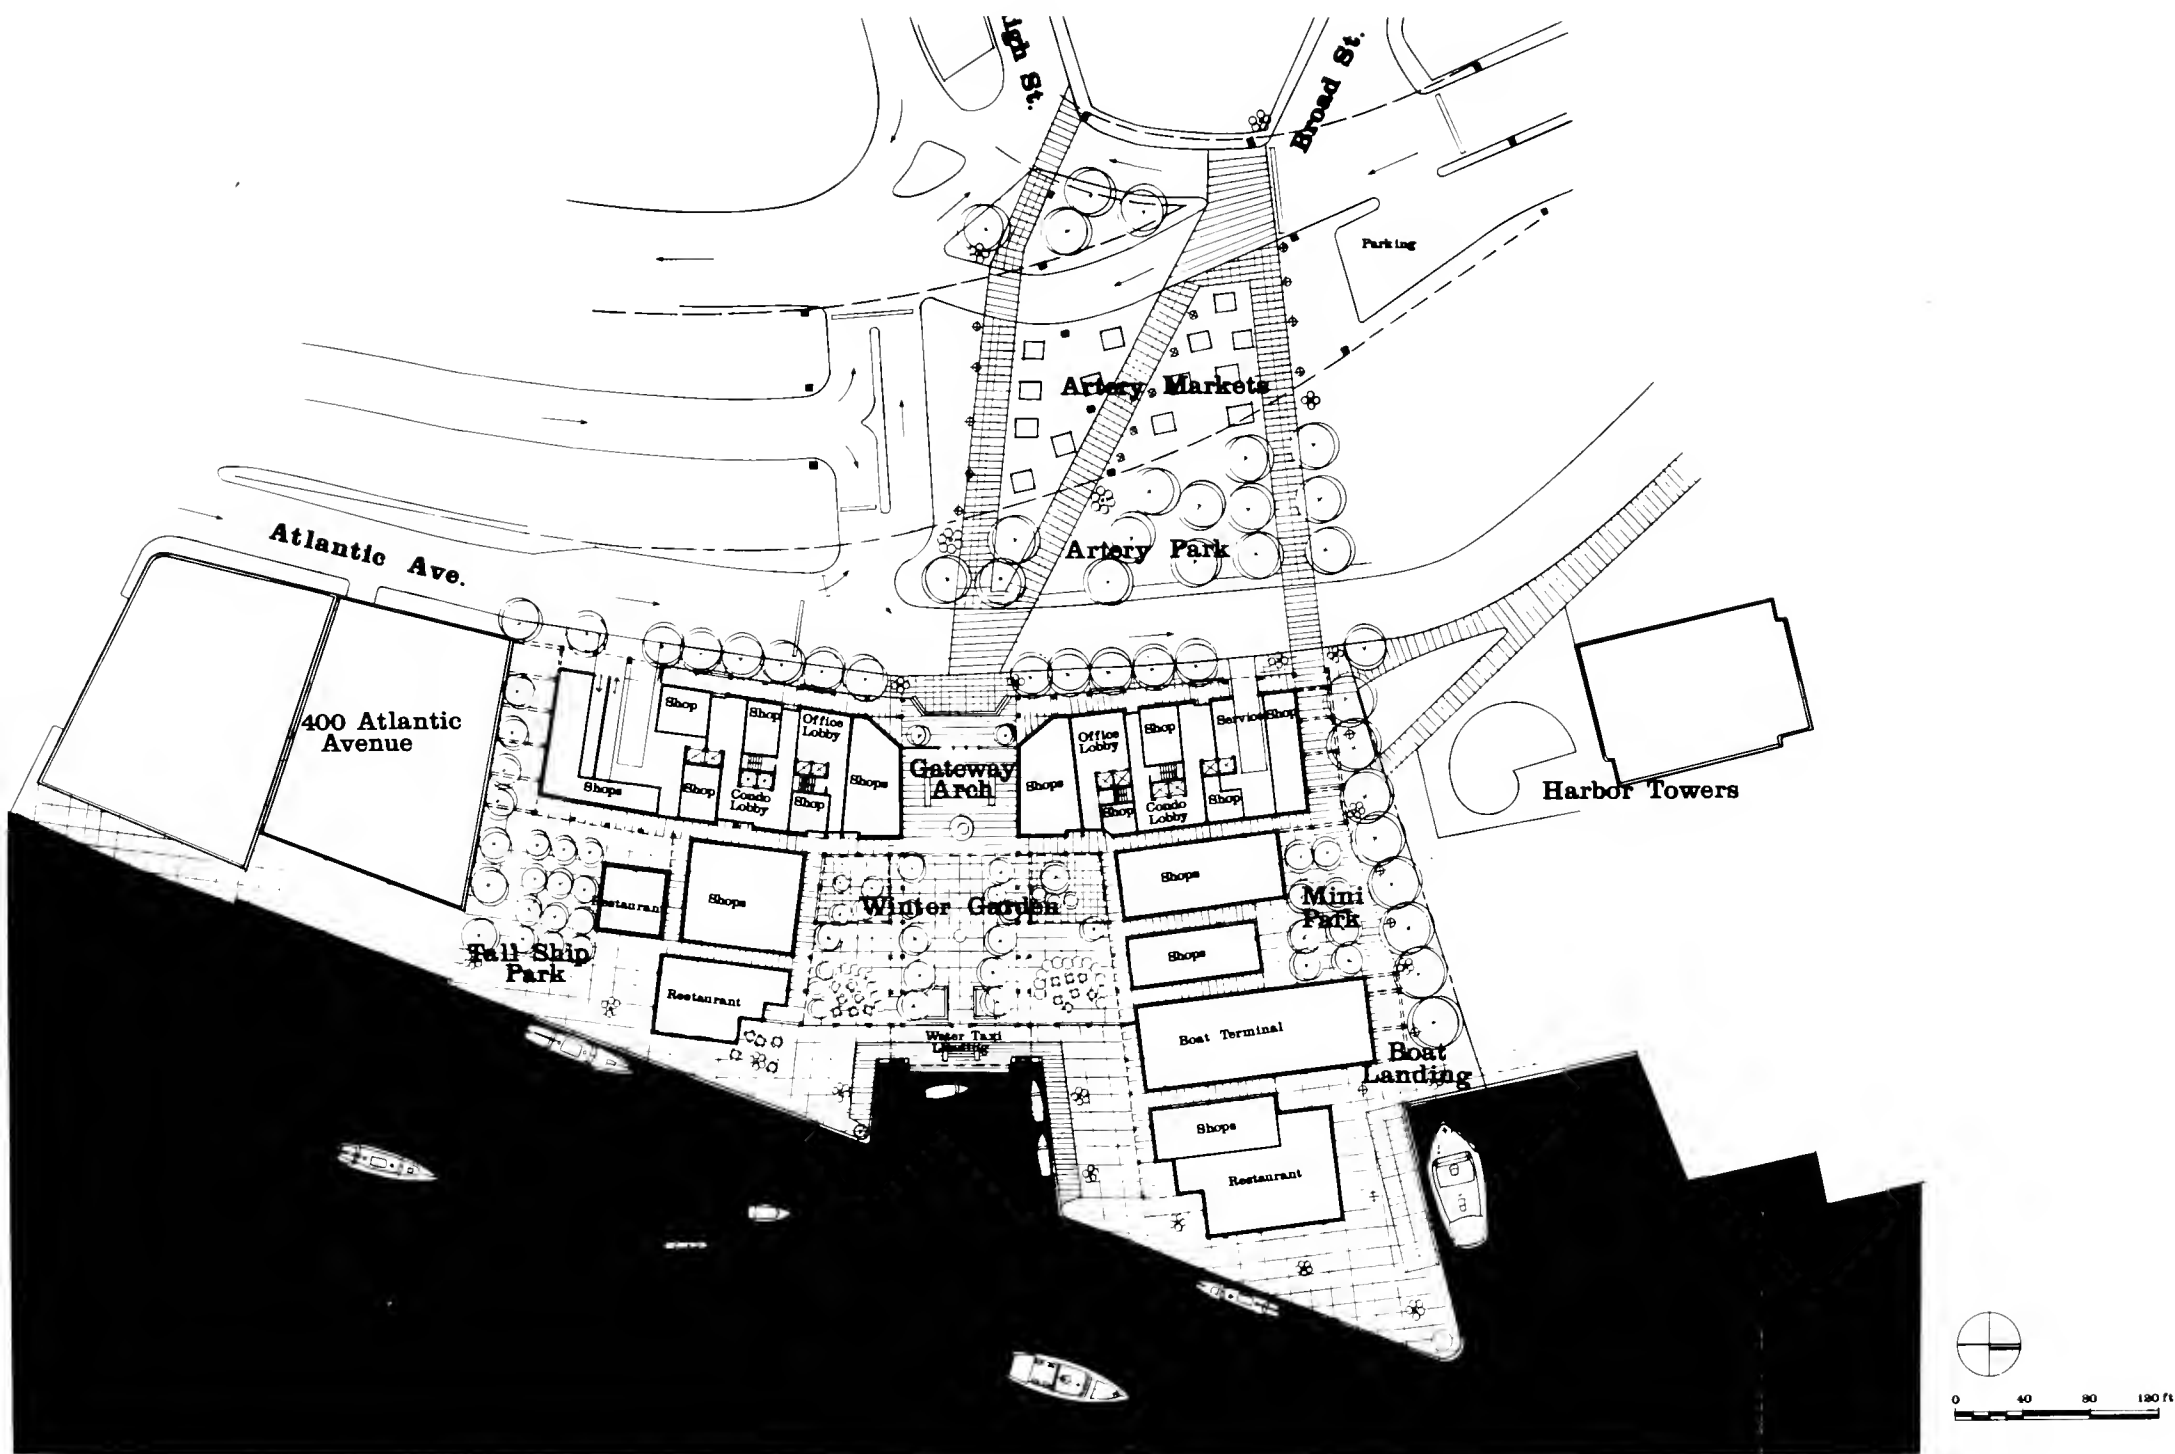 igh St.
Broad St.
Parking
Artery Markets
Atlantic Ave.
Artery Park
400 Atlantic
Avenue
Shop
Shop
Office
Lobby
Shops
Shops
Shop
Condo
Lobby
Shop
Gateway
Arch
Shops
Office
Lobby
Shop
Service
Shop
Shop
Condo
Lobby
Shop
Harbor Towers
Restaurant
Shops
Winter Garden
Shops
Mini
Park
Tall Ship
Park
Restaurant
Shops
Water Taxi
Landing
Boat Terminal
Boat
Landing
Shops
Restaurant
0 40 80 120 ft